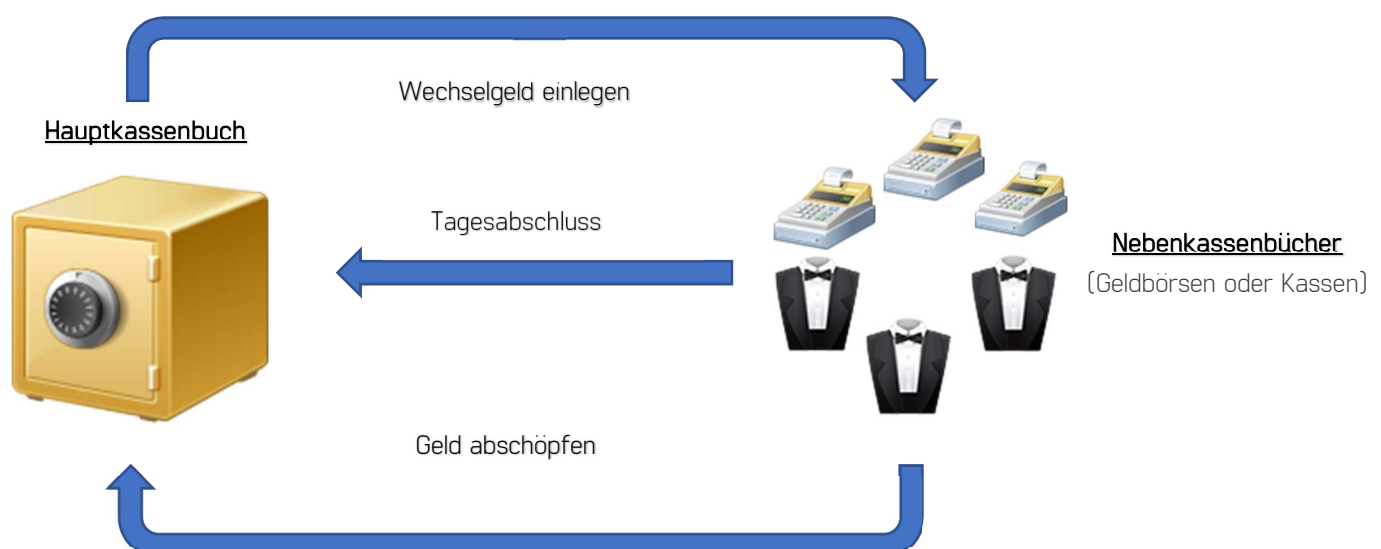 Wechselgeld einlegen
Hauptkassenbuch
Tagesabschluss
Nebenkassenbücher
(Geldbörsen oder Kassen)
Geld abschöpfen